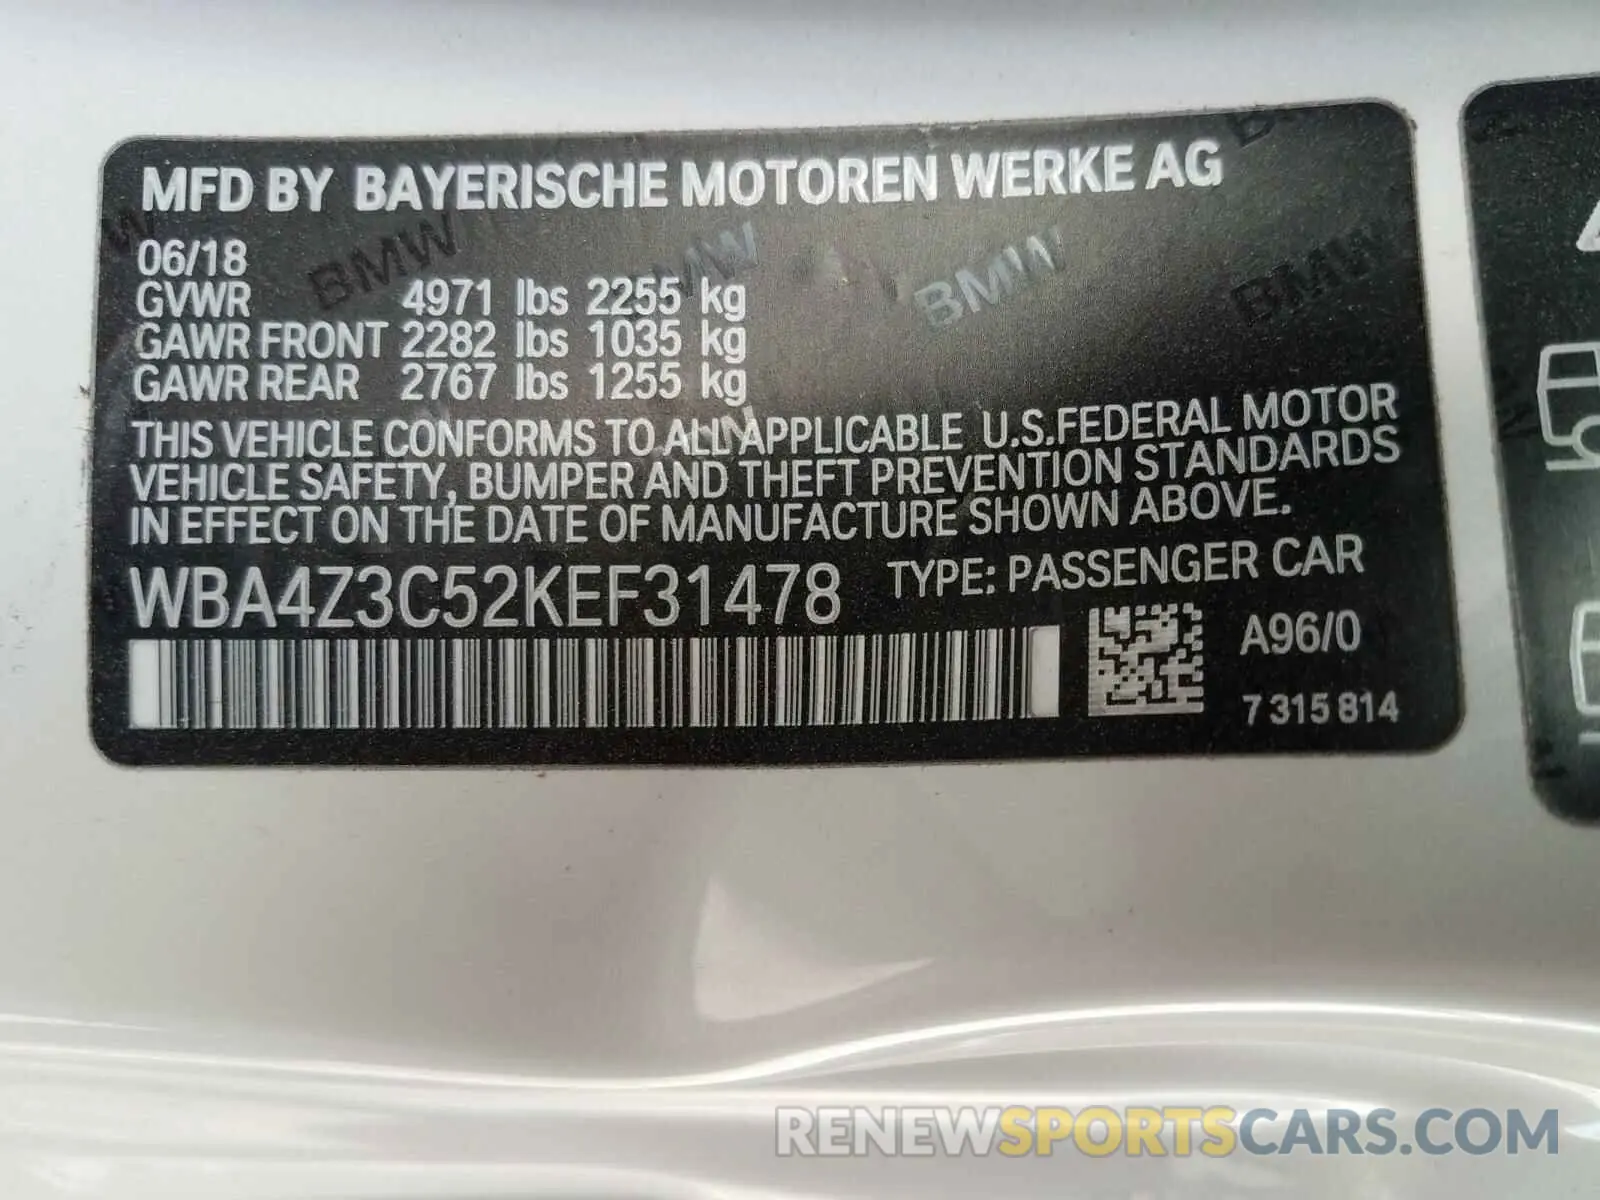 MFD BY BAYERISCHE MOTOREN WERKE AG
06/18
GVWR 4971 lbs 2255 kg
GAWR FRONT 2282 lbs 1035 kg
GAWR REAR 2767 lbs 1255 kg
THIS VEHICLE CONFORMS TO ALL APPLICABLE U.S.FEDERAL MOTOR
VEHICLE SAFETY, BUMPER AND THEFT PREVENTION STANDARDS
IN EFFECT ON THE DATE OF MANUFACTURE SHOWN ABOVE.
WBA4Z3C52KEF31478 TYPE: PASSENGER CAR
A96/0
7 315 814
BMW BMW BMW
RENEWSPORTSCARS.COM